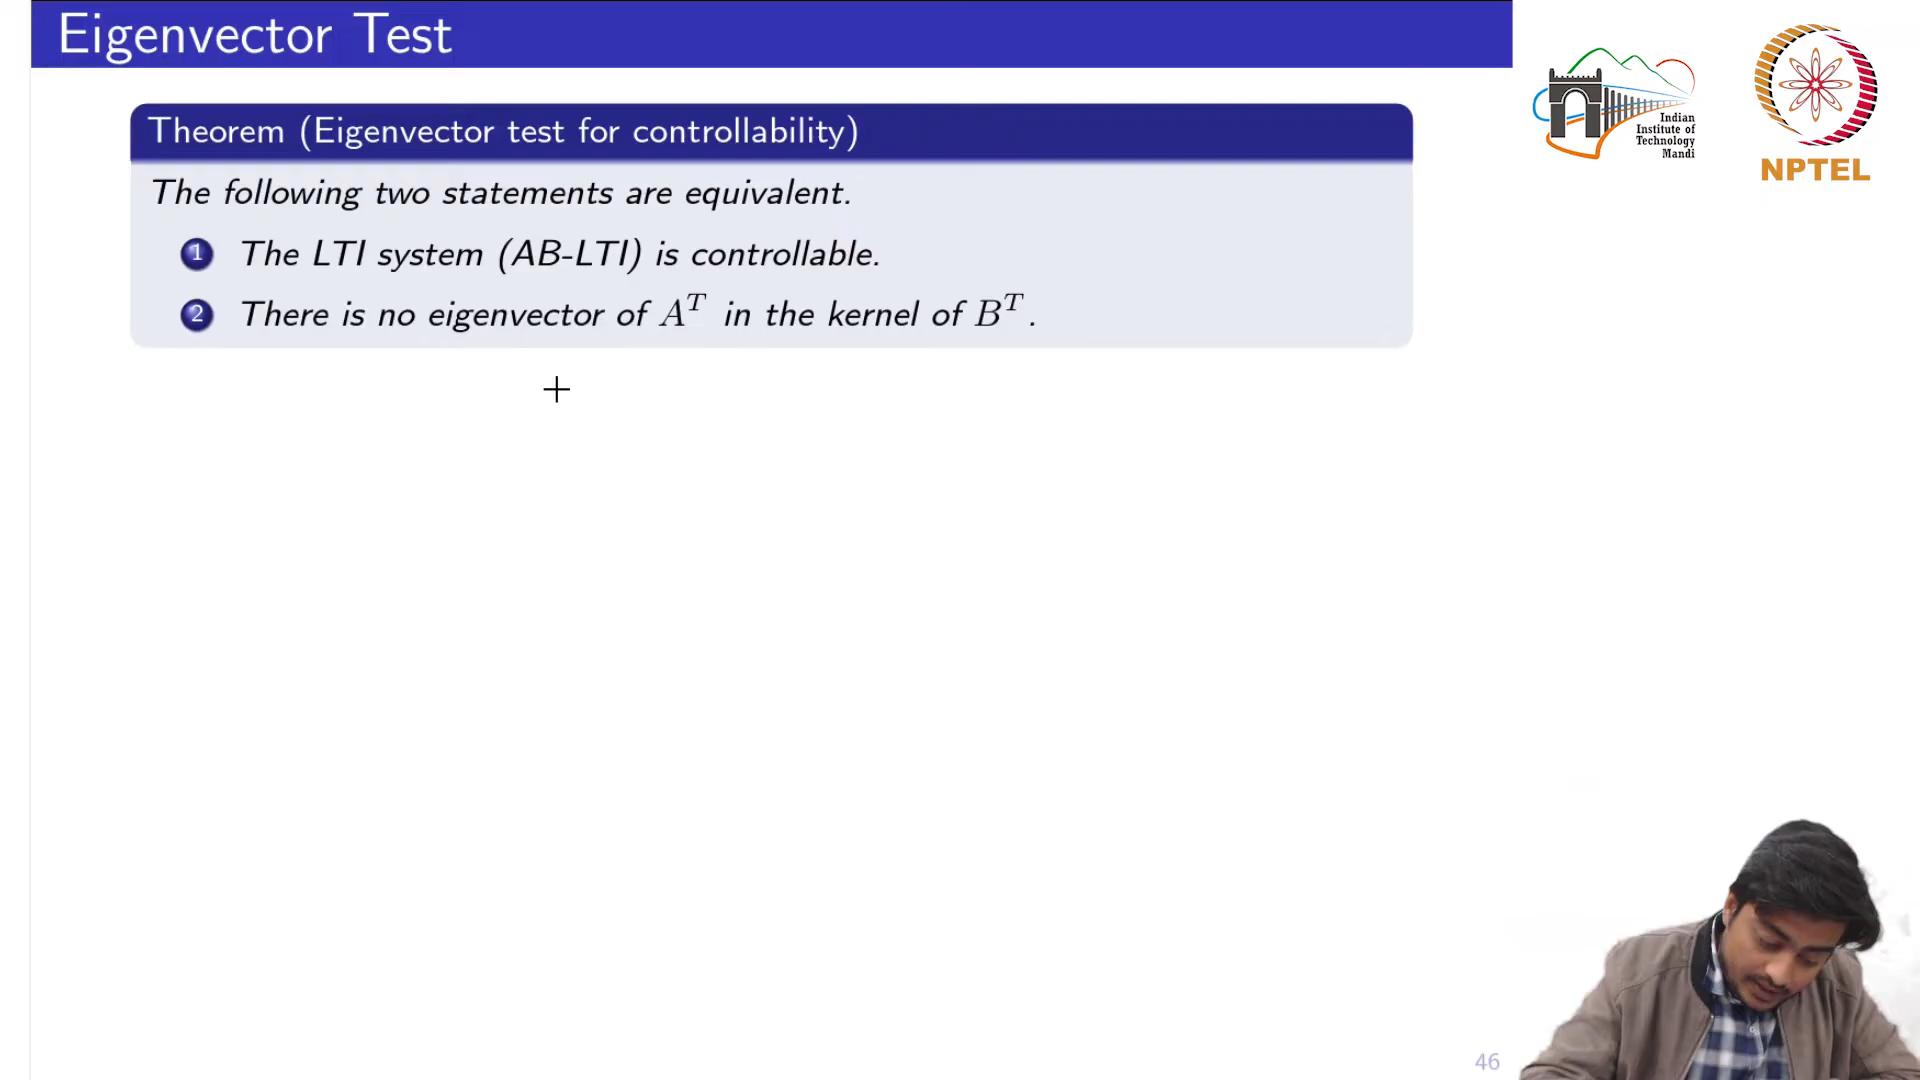 Eigenvector Test
Theorem (Eigenvector test for controllability)
The following two statements are equivalent.
1 The LTI system (AB-LTI) is controllable.
2 There is no eigenvector of Aᵀ in the kernel of Bᵀ.
Indian
Institute of
Technology
Mandi
NPTEL
46